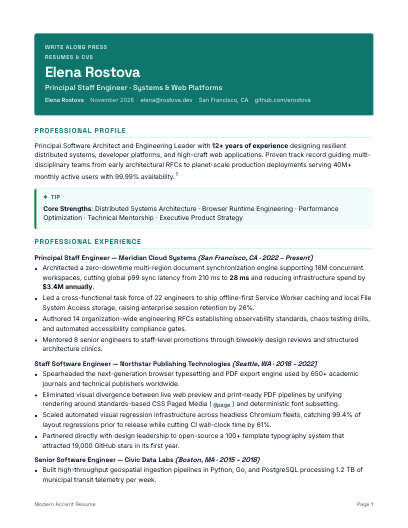 WRITE ALONG PRESS
RESUMES & CVS
Elena Rostova
Principal Staff Engineer · Systems & Web Platforms
Elena Rostova November 2026 elena@rostova.dev San Francisco, CA github.com/erostova
PROFESSIONAL PROFILE
Principal Software Architect and Engineering Leader with 12+ years of experience designing resilient
distributed systems, developer platforms, and high-craft web applications. Proven track record guiding multi-
disciplinary teams from early architectural RFCs to planet-scale production deployments serving 40M+
monthly active users with 99.99% availability.1
+ TIP
Core Strengths: Distributed Systems Architecture · Browser Runtime Engineering · Performance
Optimization · Technical Mentorship · Executive Product Strategy
PROFESSIONAL EXPERIENCE
Principal Staff Engineer — Meridian Cloud Systems (San Francisco, CA · 2022 – Present)
• Architected a zero-downtime multi-region document synchronization engine supporting 18M concurrent
workspaces, cutting global p99 sync latency from 210 ms to 28 ms and reducing infrastructure spend by
$3.4M annually.
• Led a cross-functional task force of 22 engineers to ship offline-first Service Worker caching and local File
System Access storage, raising enterprise session retention by 26%.
• Authored 14 organization-wide engineering RFCs establishing observability standards, chaos testing drills,
and automated accessibility compliance gates.
• Mentored 8 senior engineers to staff-level promotions through biweekly design reviews and structured
architecture clinics.
Staff Software Engineer — Northstar Publishing Technologies (Seattle, WA · 2018 – 2022)
• Spearheaded the next-generation browser typesetting and PDF export engine used by 650+ academic
journals and technical publishers worldwide.
• Eliminated visual divergence between live web preview and print-ready PDF pipelines by unifying
rendering around standards-based CSS Paged Media ( @page ) and deterministic font subsetting.
• Scaled automated visual regression infrastructure across headless Chromium fleets, catching 99.4% of
layout regressions prior to release while cutting CI wall-clock time by 61%.
• Partnered directly with design leadership to open-source a 100+ template typography system that
attracted 19,000 GitHub stars in its first year.
Senior Software Engineer — Civic Data Labs (Boston, MA · 2015 – 2018)
• Built high-throughput geospatial ingestion pipelines in Python, Go, and PostgreSQL processing 1.2 TB of
municipal transit telemetry per week.
Modern Accent Resume Page 1